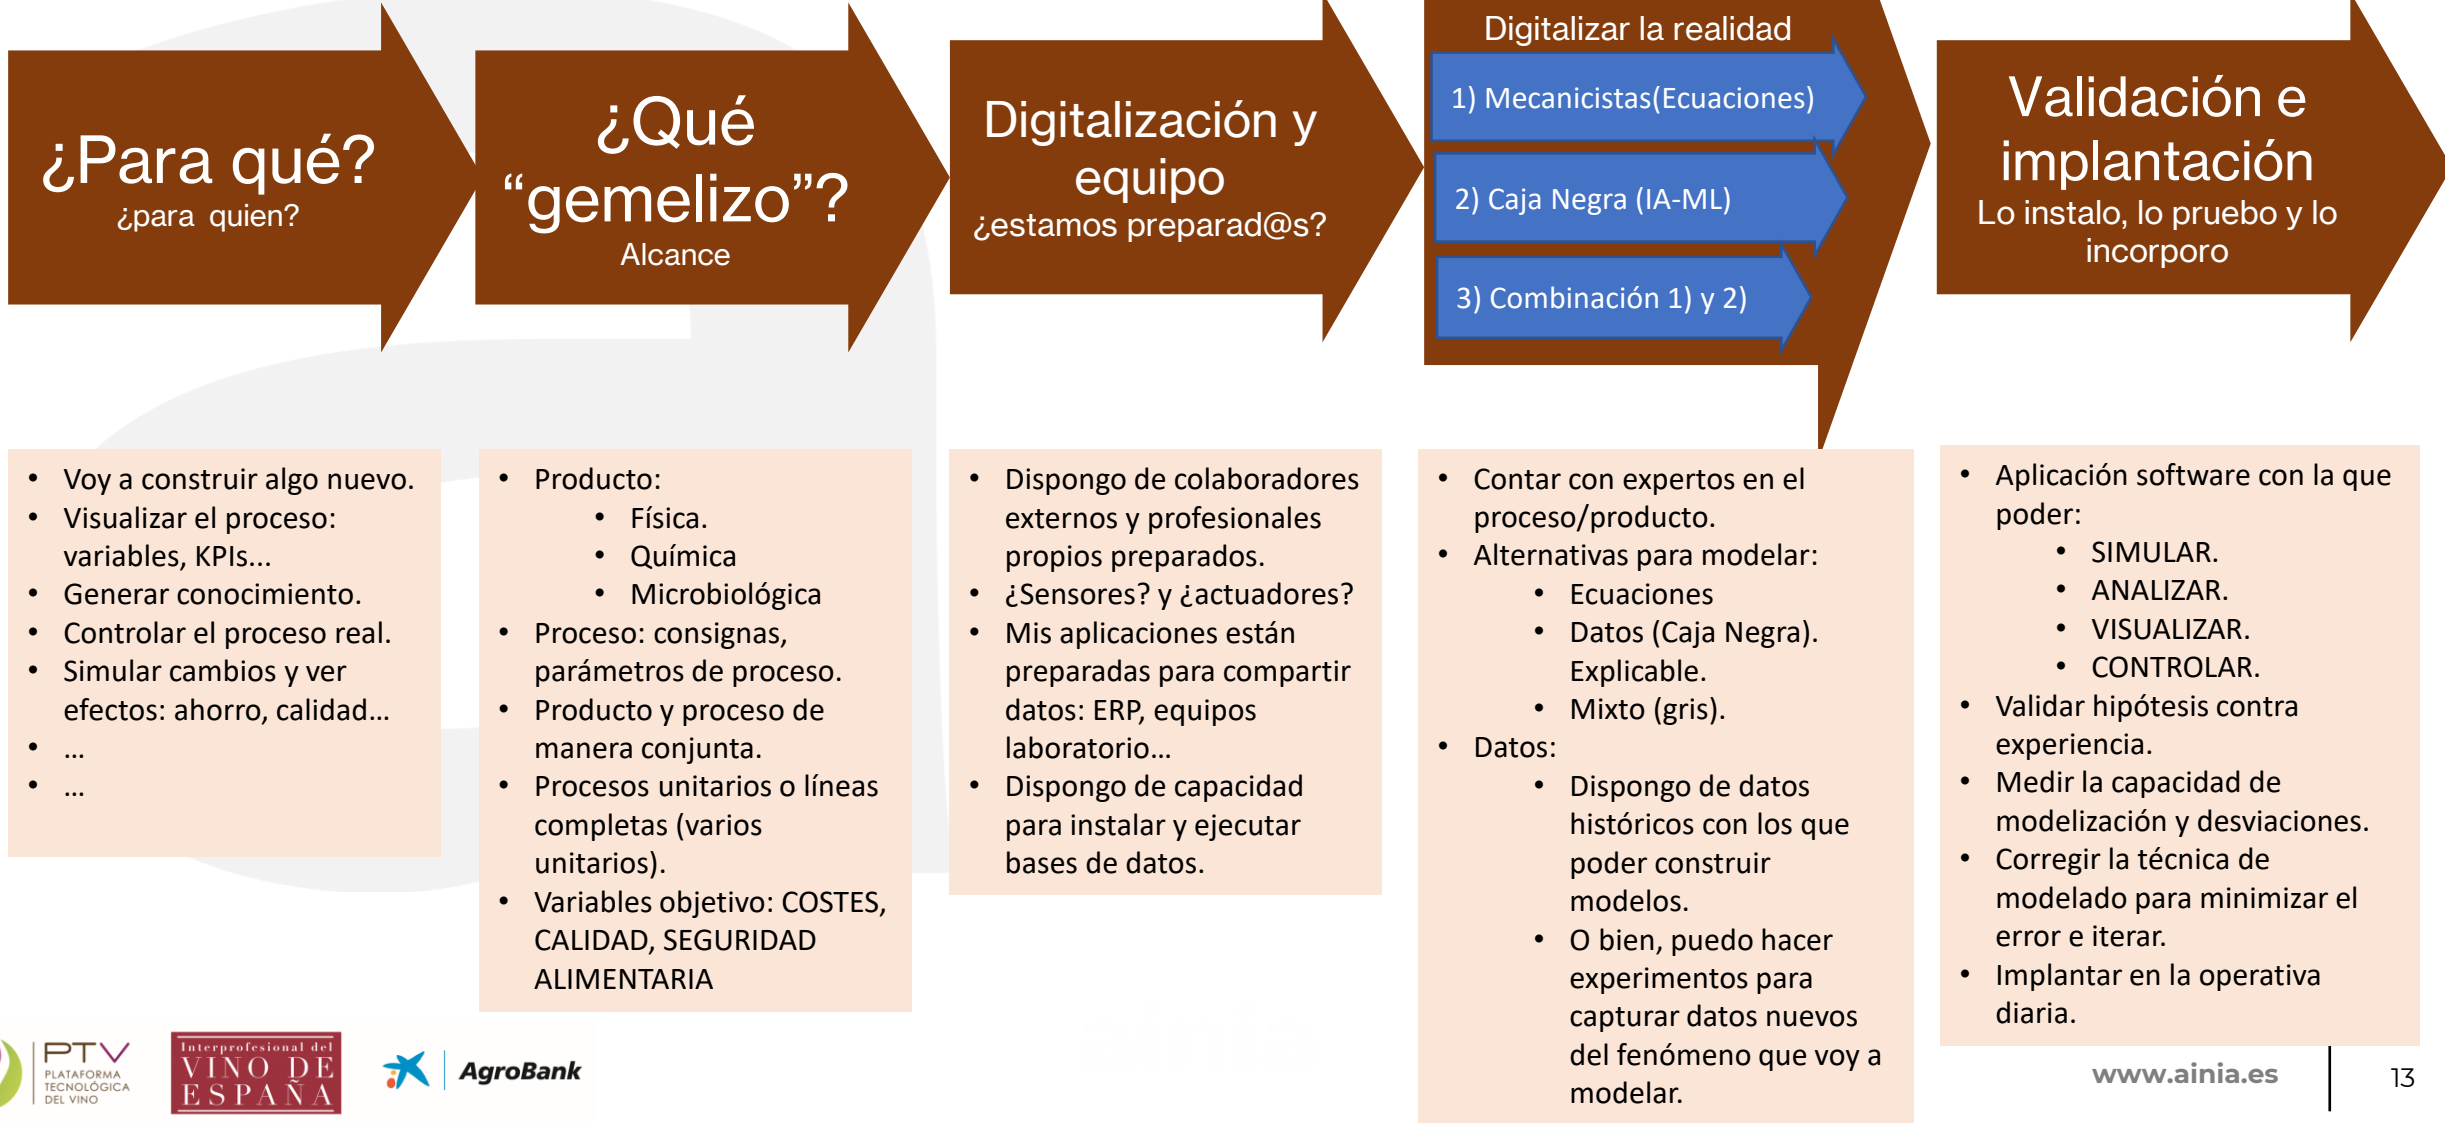 ¿Para qué?
¿para quien?
¿Qué
“gemelizo”?
Alcance
Digitalización y
equipo
¿estamos preparad@s?
Digitalizar la realidad
1) Mecanicistas(Ecuaciones)
2) Caja Negra (IA-ML)
3) Combinación 1) y 2)
Validación e
implantación
Lo instalo, lo pruebo y lo
incorporo
• Voy a construir algo nuevo.
• Visualizar el proceso:
variables, KPIs...
• Generar conocimiento.
• Controlar el proceso real.
• Simular cambios y ver
efectos: ahorro, calidad...
• ...
• ...
• Producto:
• Física.
• Química
• Microbiológica
• Proceso: consignas,
parámetros de proceso.
• Producto y proceso de
manera conjunta.
• Procesos unitarios o líneas
completas (varios
unitarios).
• Variables objetivo: COSTES,
CALIDAD, SEGURIDAD
ALIMENTARIA
• Dispongo de colaboradores
externos y profesionales
propios preparados.
• ¿Sensores? y ¿actuadores?
• Mis aplicaciones están
preparadas para compartir
datos: ERP, equipos
laboratorio...
• Dispongo de capacidad
para instalar y ejecutar
bases de datos.
• Contar con expertos en el
proceso/producto.
• Alternativas para modelar:
• Ecuaciones
• Datos (Caja Negra).
Explicable.
• Mixto (gris).
• Datos:
• Dispongo de datos
históricos con los que
poder construir
modelos.
• O bien, puedo hacer
experimentos para
capturar datos nuevos
del fenómeno que voy a
modelar.
• Aplicación software con la que
poder:
• SIMULAR.
• ANALIZAR.
• VISUALIZAR.
• CONTROLAR.
• Validar hipótesis contra
experiencia.
• Medir la capacidad de
modelización y desviaciones.
• Corregir la técnica de
modelado para minimizar el
error e iterar.
• Implantar en la operativa
diaria.
PTV
PLATAFORMA
TECNOLÓGICA
DEL VINO
Interprofesional del
VINO DE
ESPAÑA
AgroBank
www.ainia.es
13